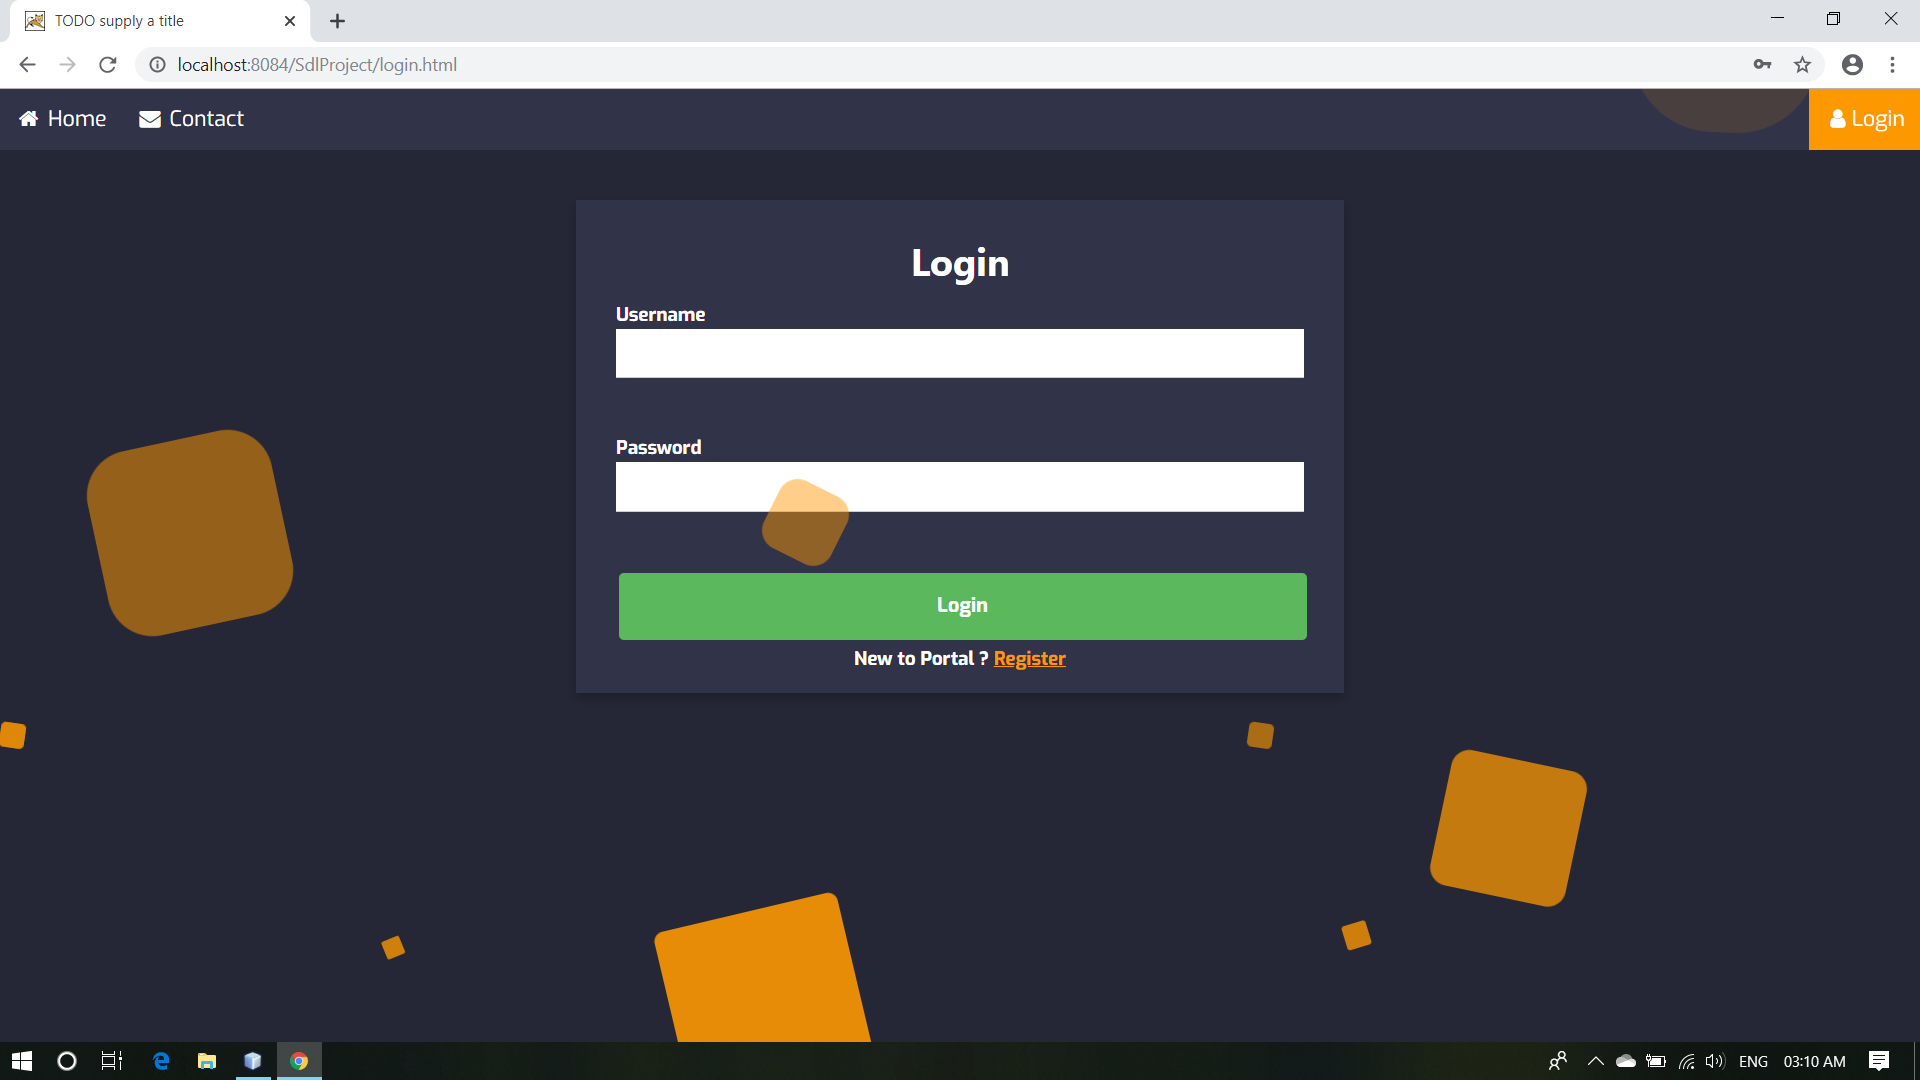 TODO supply a title
localhost:8084/SdlProject/login.html
Home
Contact
Login
Login
Username
Password
Login
New to Portal ? Register
ENG
03:10 AM